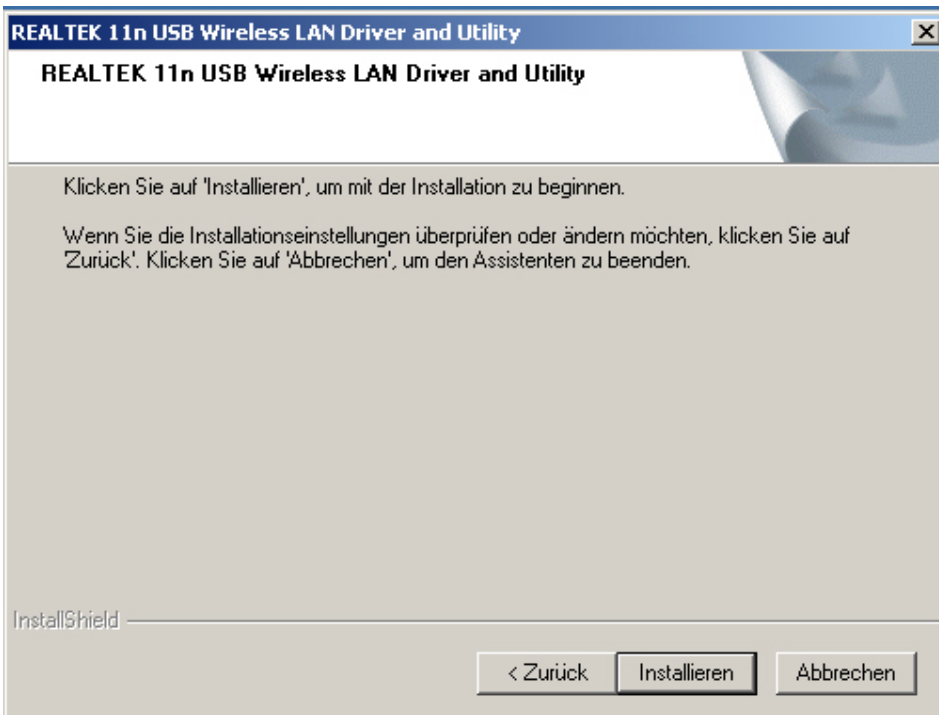 REALTEK 11n USB Wireless LAN Driver and Utility
REALTEK 11n USB Wireless LAN Driver and Utility
Klicken Sie auf 'Installieren', um mit der Installation zu beginnen.
Wenn Sie die Installationseinstellungen überprüfen oder ändern möchten, klicken Sie auf
'Zurück'. Klicken Sie auf 'Abbrechen', um den Assistenten zu beenden.
InstallShield
< Zurück
Installieren
Abbrechen